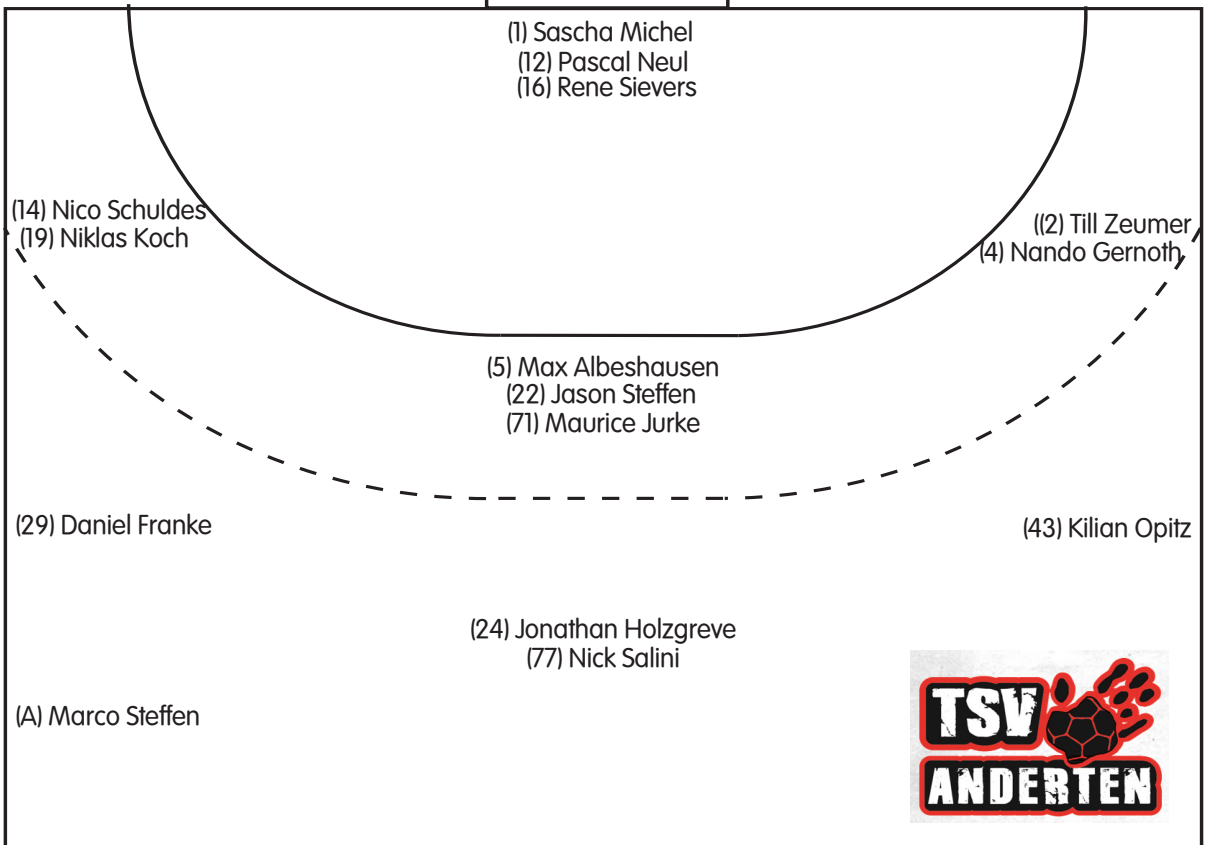 (1) Sascha Michel
(12) Pascal Neul
(16) Rene Sievers
(14) Nico Schuldes
(19) Niklas Koch
((2) Till Zeumer
(4) Nando Gernoth
(5) Max Albeshausen
(22) Jason Steffen
(71) Maurice Jurke
(29) Daniel Franke
(43) Kilian Opitz
(24) Jonathan Holzgreve
(77) Nick Salini
(A) Marco Steffen
TSV
ANDERTEN